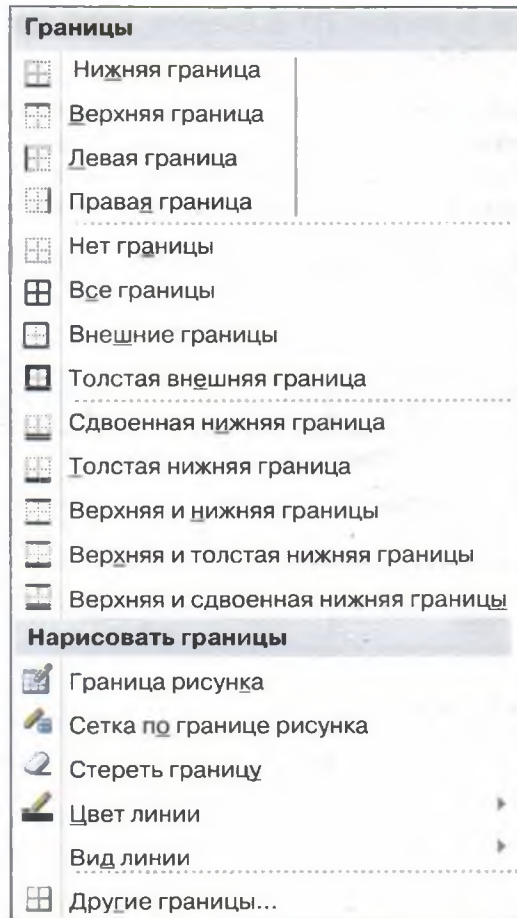 Границы
Нижняя граница
Верхняя граница
Левая граница
Правая граница
Нет границы
Все границы
Внешние границы
Толстая внешняя граница
Сдвоенная нижняя граница
Толстая нижняя граница
Верхняя и нижняя границы
Верхняя и толстая нижняя границы
Верхняя и сдвоенная нижняя границы
Нарисовать границы
Граница рисунка
Сетка по границе рисунка
Стереть границу
Цвет линии
Вид линии
Другие границы...